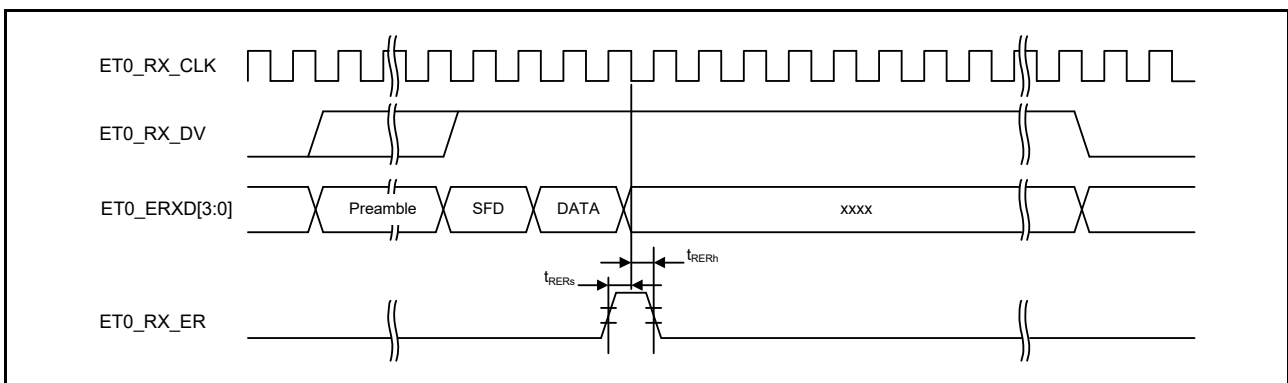 ET0_RX_CLK
ET0_RX_DV
ET0_ERXD[3:0]
Preamble
SFD
DATA
xxxx
tRERs
tRERh
ET0_RX_ER